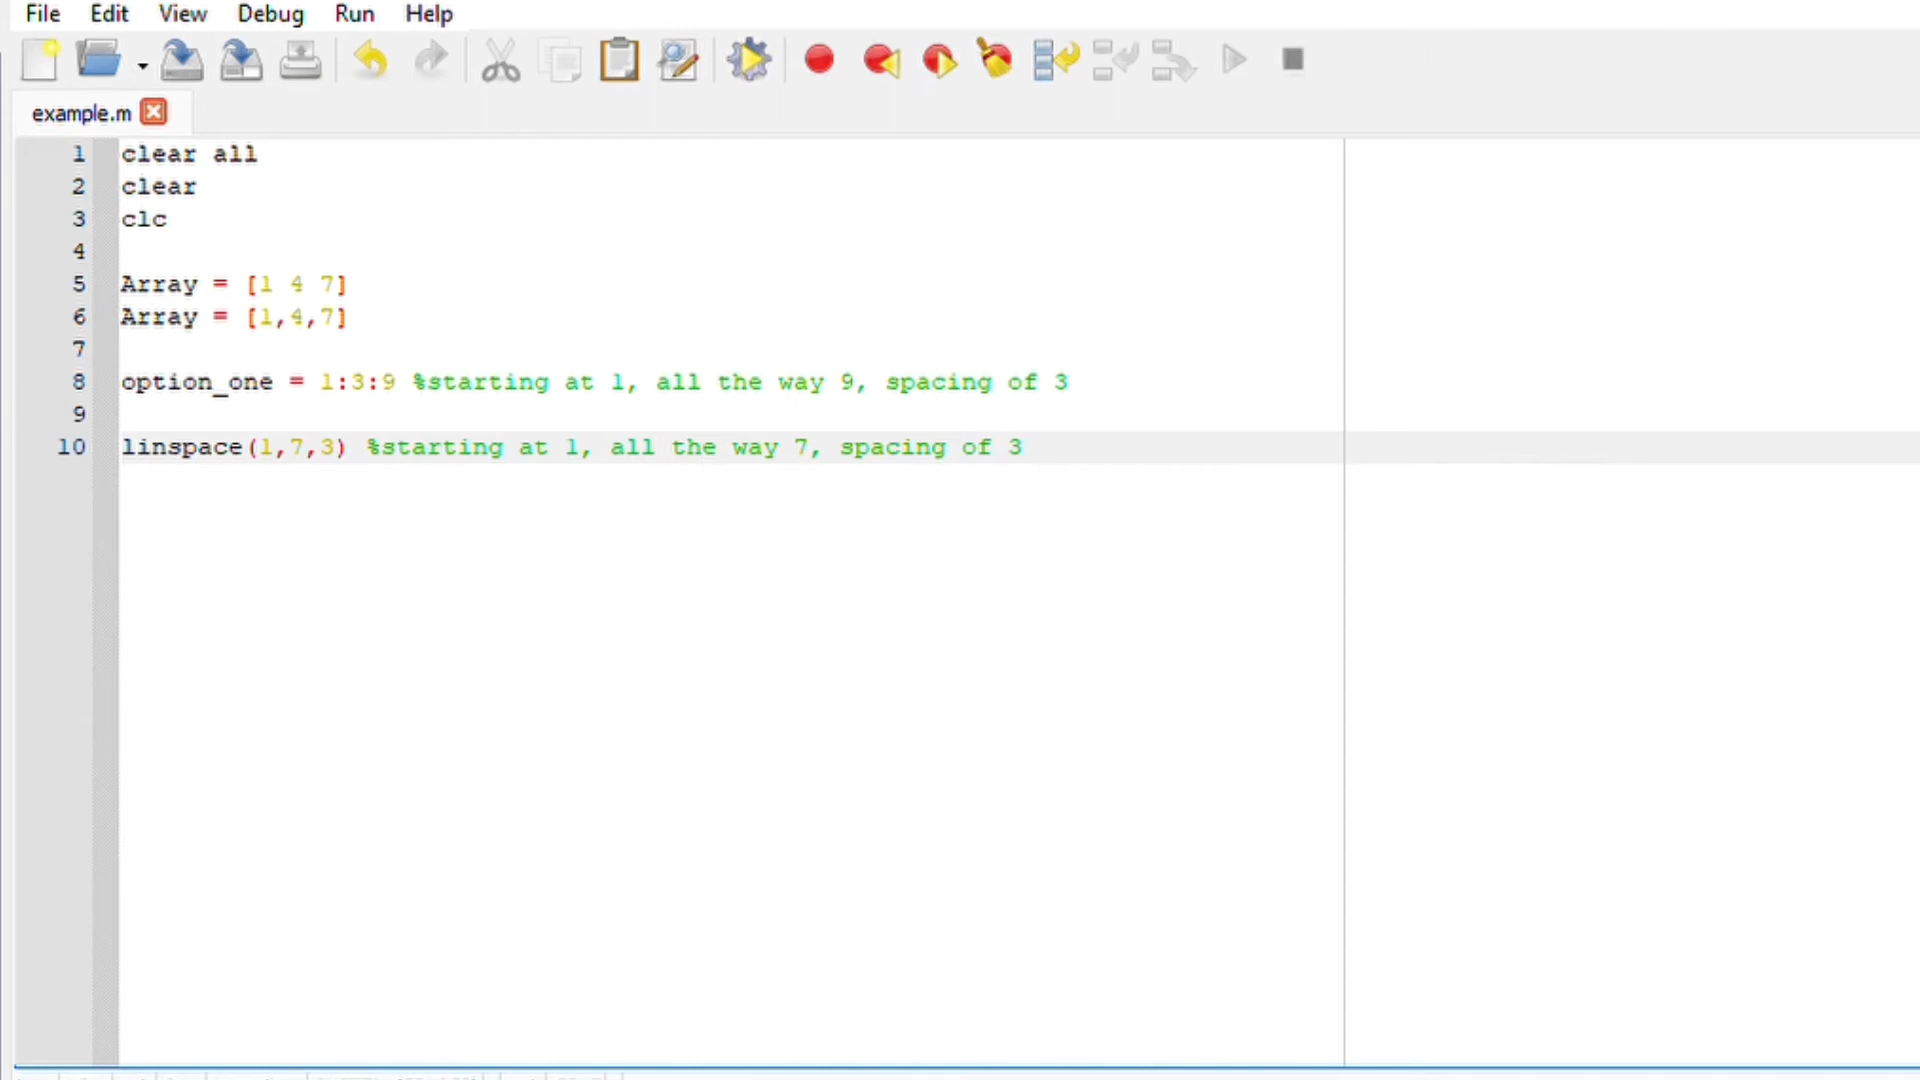 File Edit View Debug Run Help
example.m
1 clear all
2 clear
3 clc
4
5 Array = [1 4 7]
6 Array = [1,4,7]
7
8 option_one = 1:3:9 %starting at 1, all the way 9, spacing of 3
9
10 linspace(1,7,3) %starting at 1, all the way 7, spacing of 3